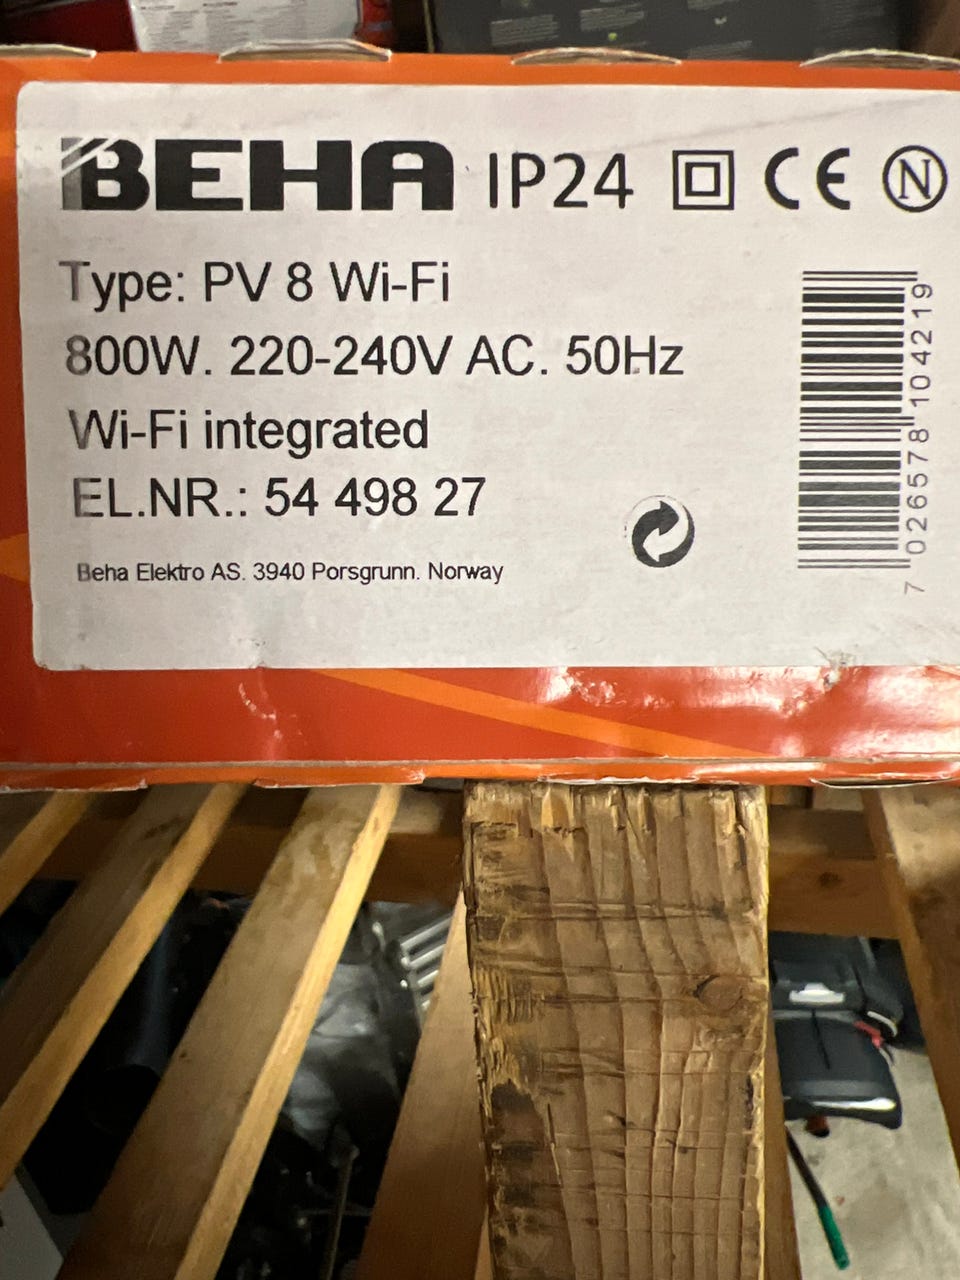 BEHA IP24 CE N
Type: PV 8 Wi-Fi
800W. 220-240V AC. 50Hz
Wi-Fi integrated
EL.NR.: 54 498 27
Beha Elektro AS. 3940 Porsgrunn. Norway
7 026578 104219